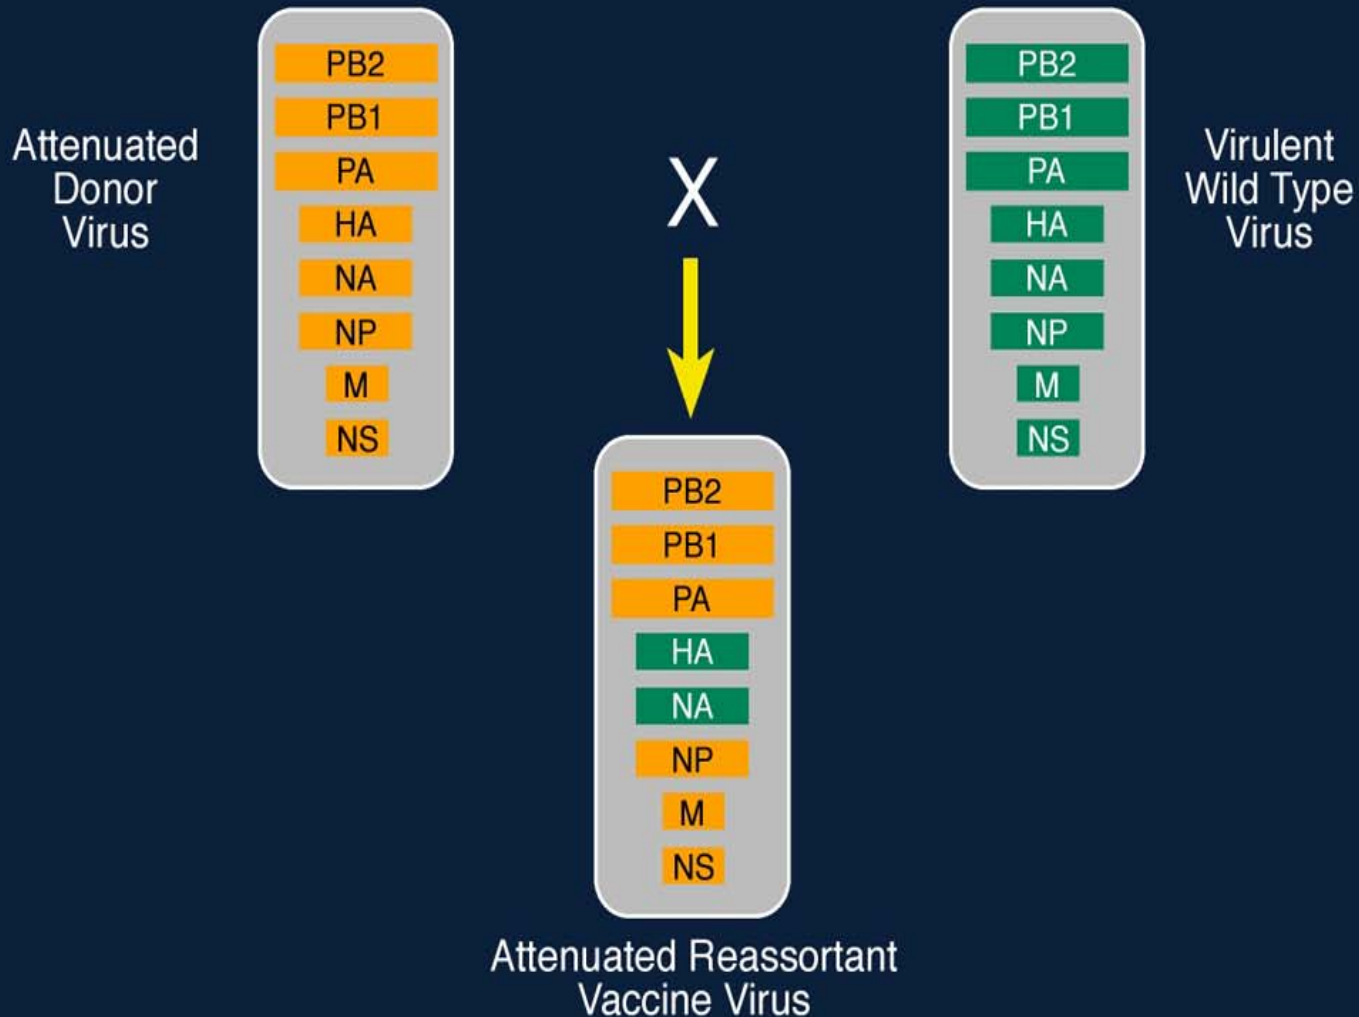 Attenuated
Donor
Virus
PB2
PB1
PA
HA
NA
NP
M
NS
X
PB2
PB1
PA
HA
NA
NP
M
NS
Virulent
Wild Type
Virus
PB2
PB1
PA
HA
NA
NP
M
NS
Attenuated Reassortant
Vaccine Virus